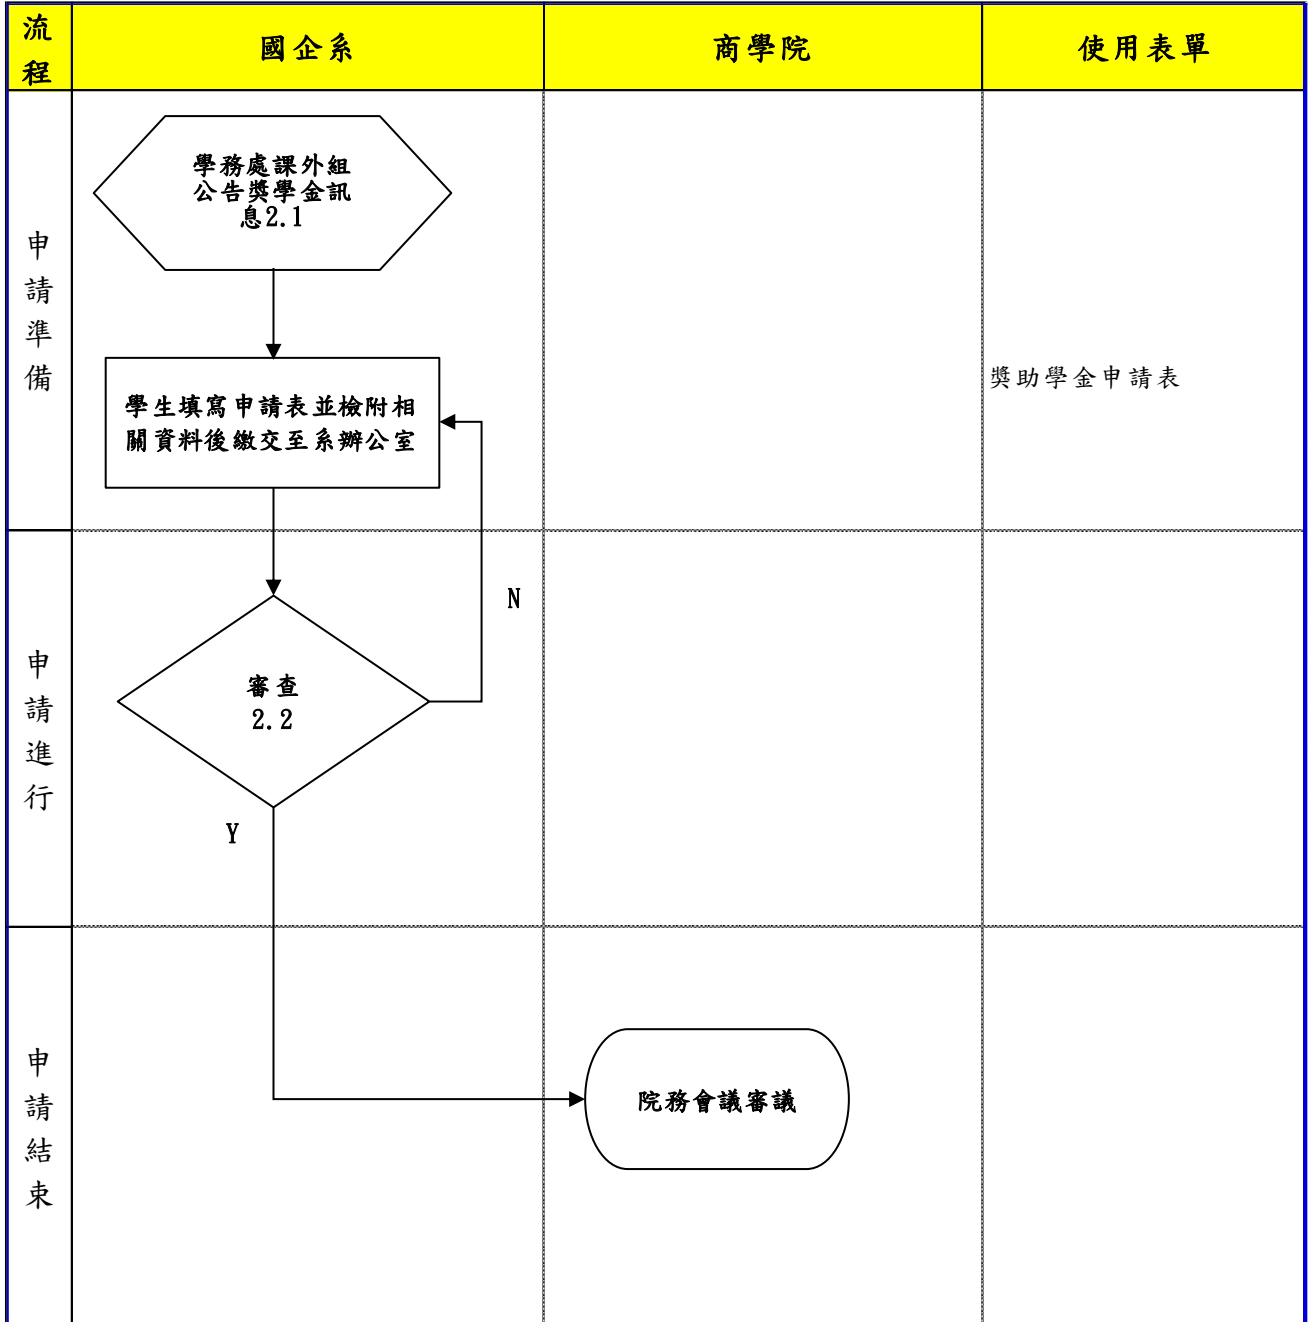 流程
國企系
商學院
使用表單
申請準備
學務處課外組
公告獎學金訊
息2.1
學生填寫申請表並檢附相
關資料後繳交至系辦公室
獎助學金申請表
申請進行
N
審查
2.2
Y
申請結束
院務會議審議